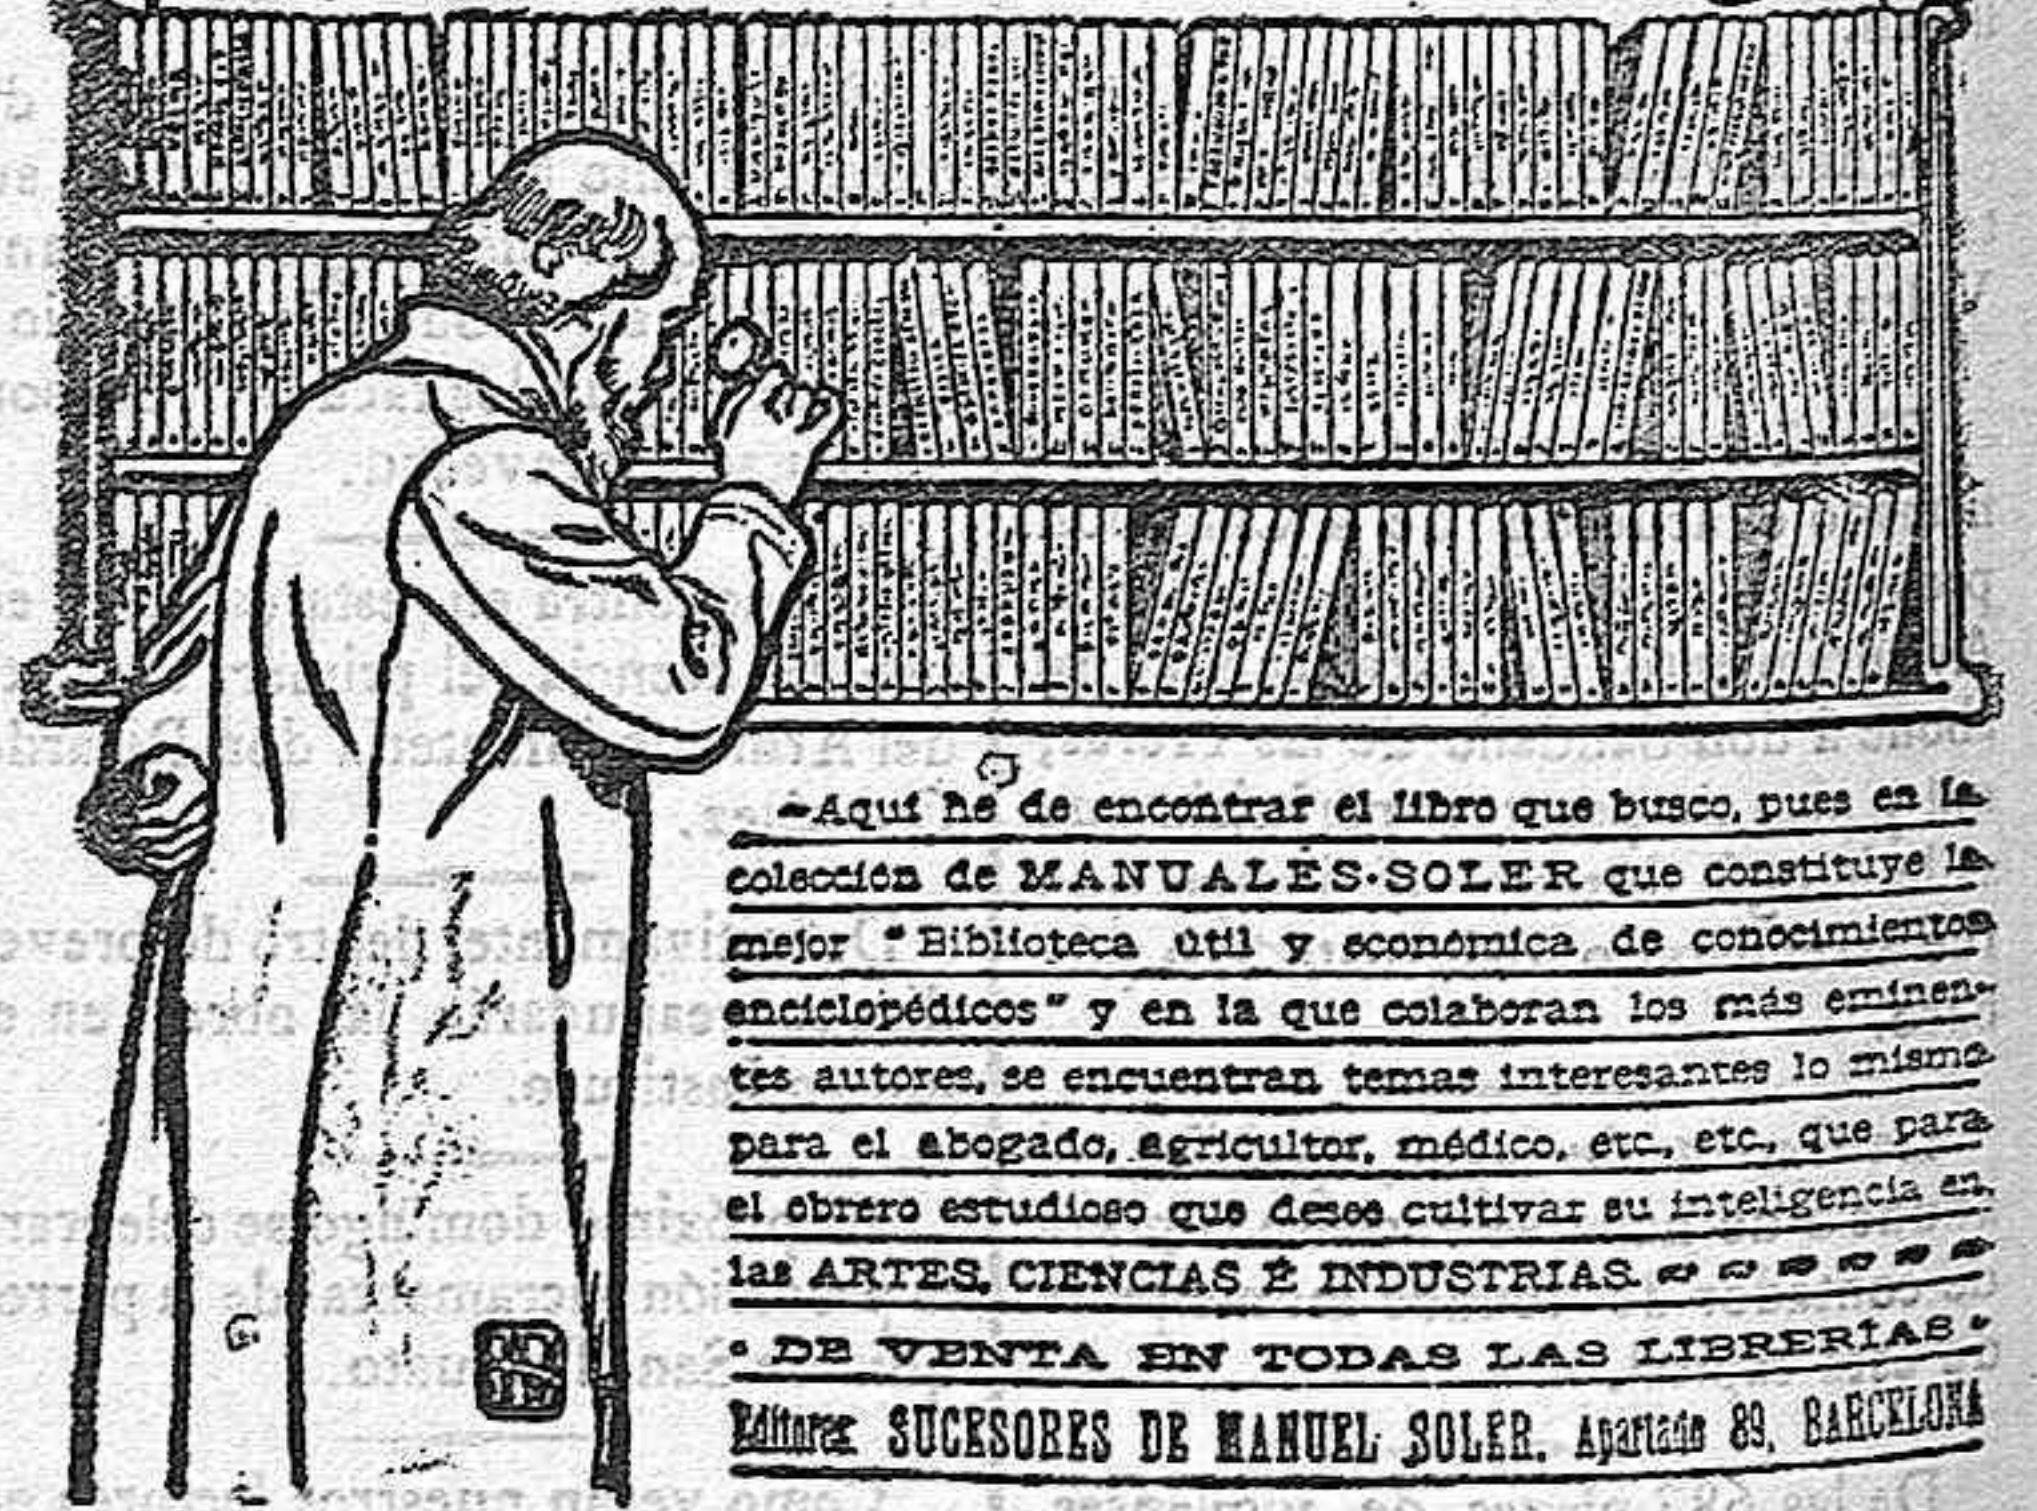 -Aquí he de encontrar el libro que busco, pues en la
colección de MANUALES·SOLER que constituye la
mejor "Biblioteca útil y económica de conocimientos
enciclopédicos" y en la que colaboran los más eminen-
tes autores, se encuentran temas interesantes lo mismo
para el abogado, agricultor, médico, etc., etc., que para
el obrero estudioso que desee cultivar su inteligencia en
las ARTES, CIENCIAS É INDUSTRIAS.
• DE VENTA EN TODAS LAS LIBRERÍAS •
Editores SUCESORES DE MANUEL SOLER. Apartado 89, BARCELONA